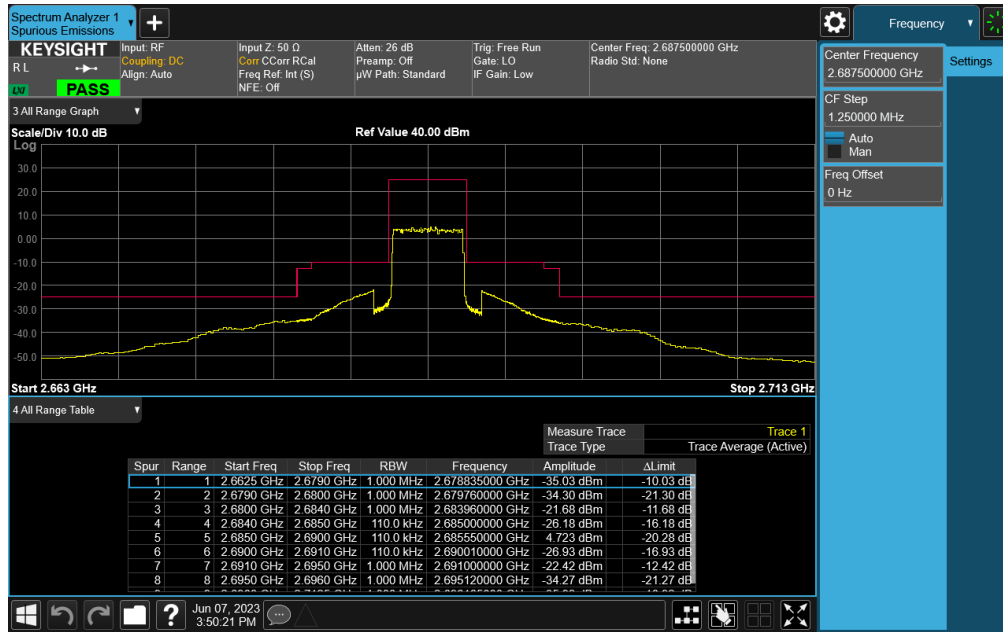 Spectrum Analyzer 1
Spurious Emissions
Frequency
KEYSIGHT
R L
LXI
PASS
Input: RF
Coupling: DC
Align: Auto
Input Z: 50 Ω
Corr CCorr RCal
Freq Ref: Int (S)
NFE: Off
Atten: 26 dB
Preamp: Off
µW Path: Standard
Trig: Free Run
Gate: LO
IF Gain: Low
Center Freq: 2.687500000 GHz
Radio Std: None
Center Frequency
2.687500000 GHz
Settings
CF Step
1.250000 MHz
Auto
Man
Freq Offset
0 Hz
3 All Range Graph
Scale/Div 10.0 dB
Ref Value 40.00 dBm
Log
30.0
20.0
10.0
0.00
-10.0
-20.0
-30.0
-40.0
-50.0
Start 2.663 GHz
Stop 2.713 GHz
4 All Range Table
Measure Trace Trace 1
Trace Type Trace Average (Active)
Spur Range Start Freq Stop Freq RBW Frequency Amplitude ΔLimit
1 1 2.6625 GHz 2.6790 GHz 1.000 MHz 2.678835000 GHz -35.03 dBm -10.03 dB
2 2 2.6790 GHz 2.6800 GHz 1.000 MHz 2.679760000 GHz -34.30 dBm -21.30 dB
3 3 2.6800 GHz 2.6840 GHz 1.000 MHz 2.683960000 GHz -21.68 dBm -11.68 dB
4 4 2.6840 GHz 2.6850 GHz 110.0 kHz 2.685000000 GHz -26.18 dBm -16.18 dB
5 5 2.6850 GHz 2.6900 GHz 110.0 kHz 2.685550000 GHz 4.723 dBm -20.28 dB
6 6 2.6900 GHz 2.6910 GHz 110.0 kHz 2.690010000 GHz -26.93 dBm -16.93 dB
7 7 2.6910 GHz 2.6950 GHz 1.000 MHz 2.691000000 GHz -22.42 dBm -12.42 dB
8 8 2.6950 GHz 2.6960 GHz 1.000 MHz 2.695120000 GHz -34.27 dBm -21.27 dB
?
Jun 07, 2023
3:50:21 PM